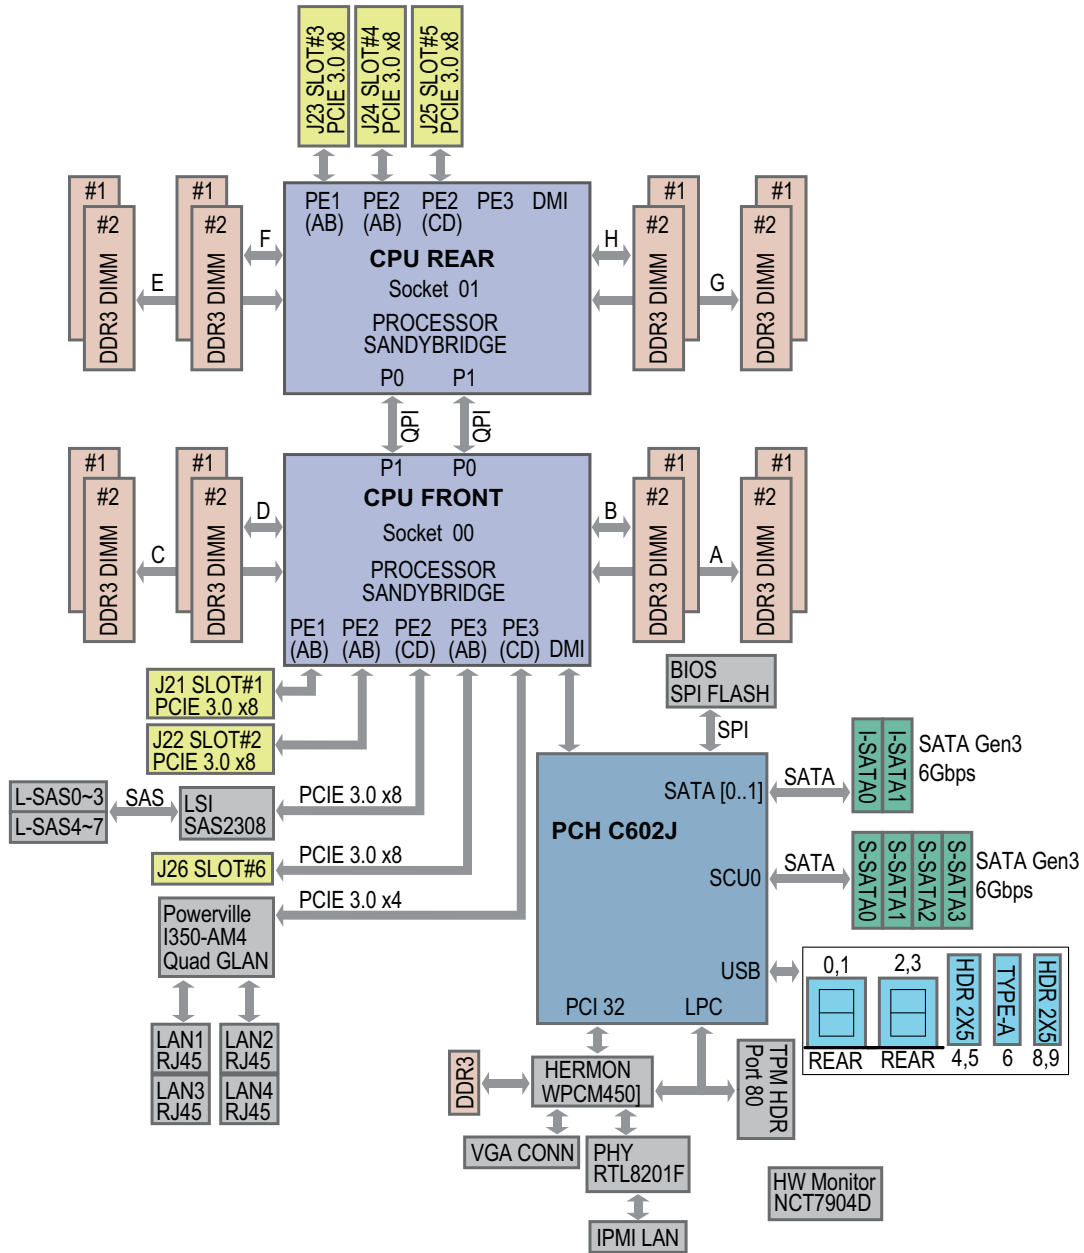 J23 SLOT#3
PCIE 3.0 x8
J24 SLOT#4
PCIE 3.0 x8
J25 SLOT#5
PCIE 3.0 x8
#1
#2
DDR3 DIMM
#1
#2
DDR3 DIMM
E
F
PE1
(AB)
PE2
(AB)
PE2
(CD)
PE3
DMI
CPU REAR
Socket 01
PROCESSOR
SANDYBRIDGE
P0
P1
H
G
#1
#2
DDR3 DIMM
#1
#2
DDR3 DIMM
QPI
QPI
#1
#2
DDR3 DIMM
#1
#2
DDR3 DIMM
C
D
P1
P0
CPU FRONT
Socket 00
PROCESSOR
SANDYBRIDGE
PE1
(AB)
PE2
(AB)
PE2
(CD)
PE3
(AB)
PE3
(CD)
DMI
B
A
#1
#2
DDR3 DIMM
#1
#2
DDR3 DIMM
J21 SLOT#1
PCIE 3.0 x8
J22 SLOT#2
PCIE 3.0 x8
L-SAS0~3
L-SAS4~7
SAS
LSI
SAS2308
PCIE 3.0 x8
J26 SLOT#6
PCIE 3.0 x8
Powerville
I350-AM4
Quad GLAN
PCIE 3.0 x4
LAN1
RJ45
LAN2
RJ45
LAN3
RJ45
LAN4
RJ45
BIOS
SPI FLASH
SPI
PCH C602J
SATA [0..1]
SCU0
USB
PCI 32
LPC
SATA
I-SATA0
I-SATA1
SATA Gen3
6Gbps
SATA
S-SATA0
S-SATA1
S-SATA2
S-SATA3
SATA Gen3
6Gbps
0,1
REAR
2,3
REAR
HDR 2X5
4,5
TYPE-A
6
HDR 2X5
8,9
DDR3
HERMON
WPCM450]
TPM HDR
Port 80
VGA CONN
PHY
RTL8201F
IPMI LAN
HW Monitor
NCT7904D